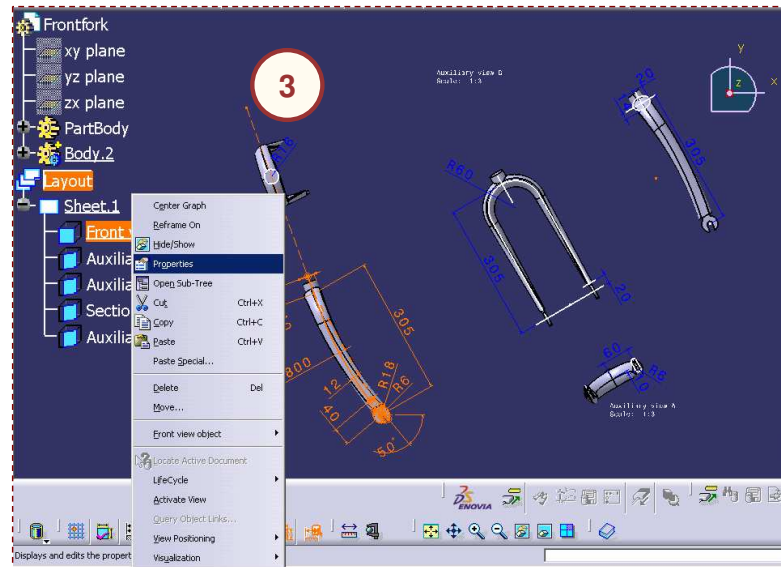 Frontfork
xy plane
yz plane
zx plane
PartBody
Body.2
Layout
Sheet.1
Front v
Auxilia
Auxilia
Sectio
Auxilia
3
Center Graph
Reframe On
Hide/Show
Properties
Open Sub-Tree
Cut Ctrl+X
Copy Ctrl+C
Paste Ctrl+V
Paste Special...
Delete Del
Move...
Front view object
Locate Active Document
LifeCycle
Activate View
Query Object Links...
View Positioning
Visualization
R18
305
800
12
R18
R6
40
50°
Auxiliary view D
Scale: 1:3
R60
305
20
20
14
305
y
z
x
60
R6
10
Auxiliary view A
Scale: 1:3
ENOVIA
Displays and edits the propert